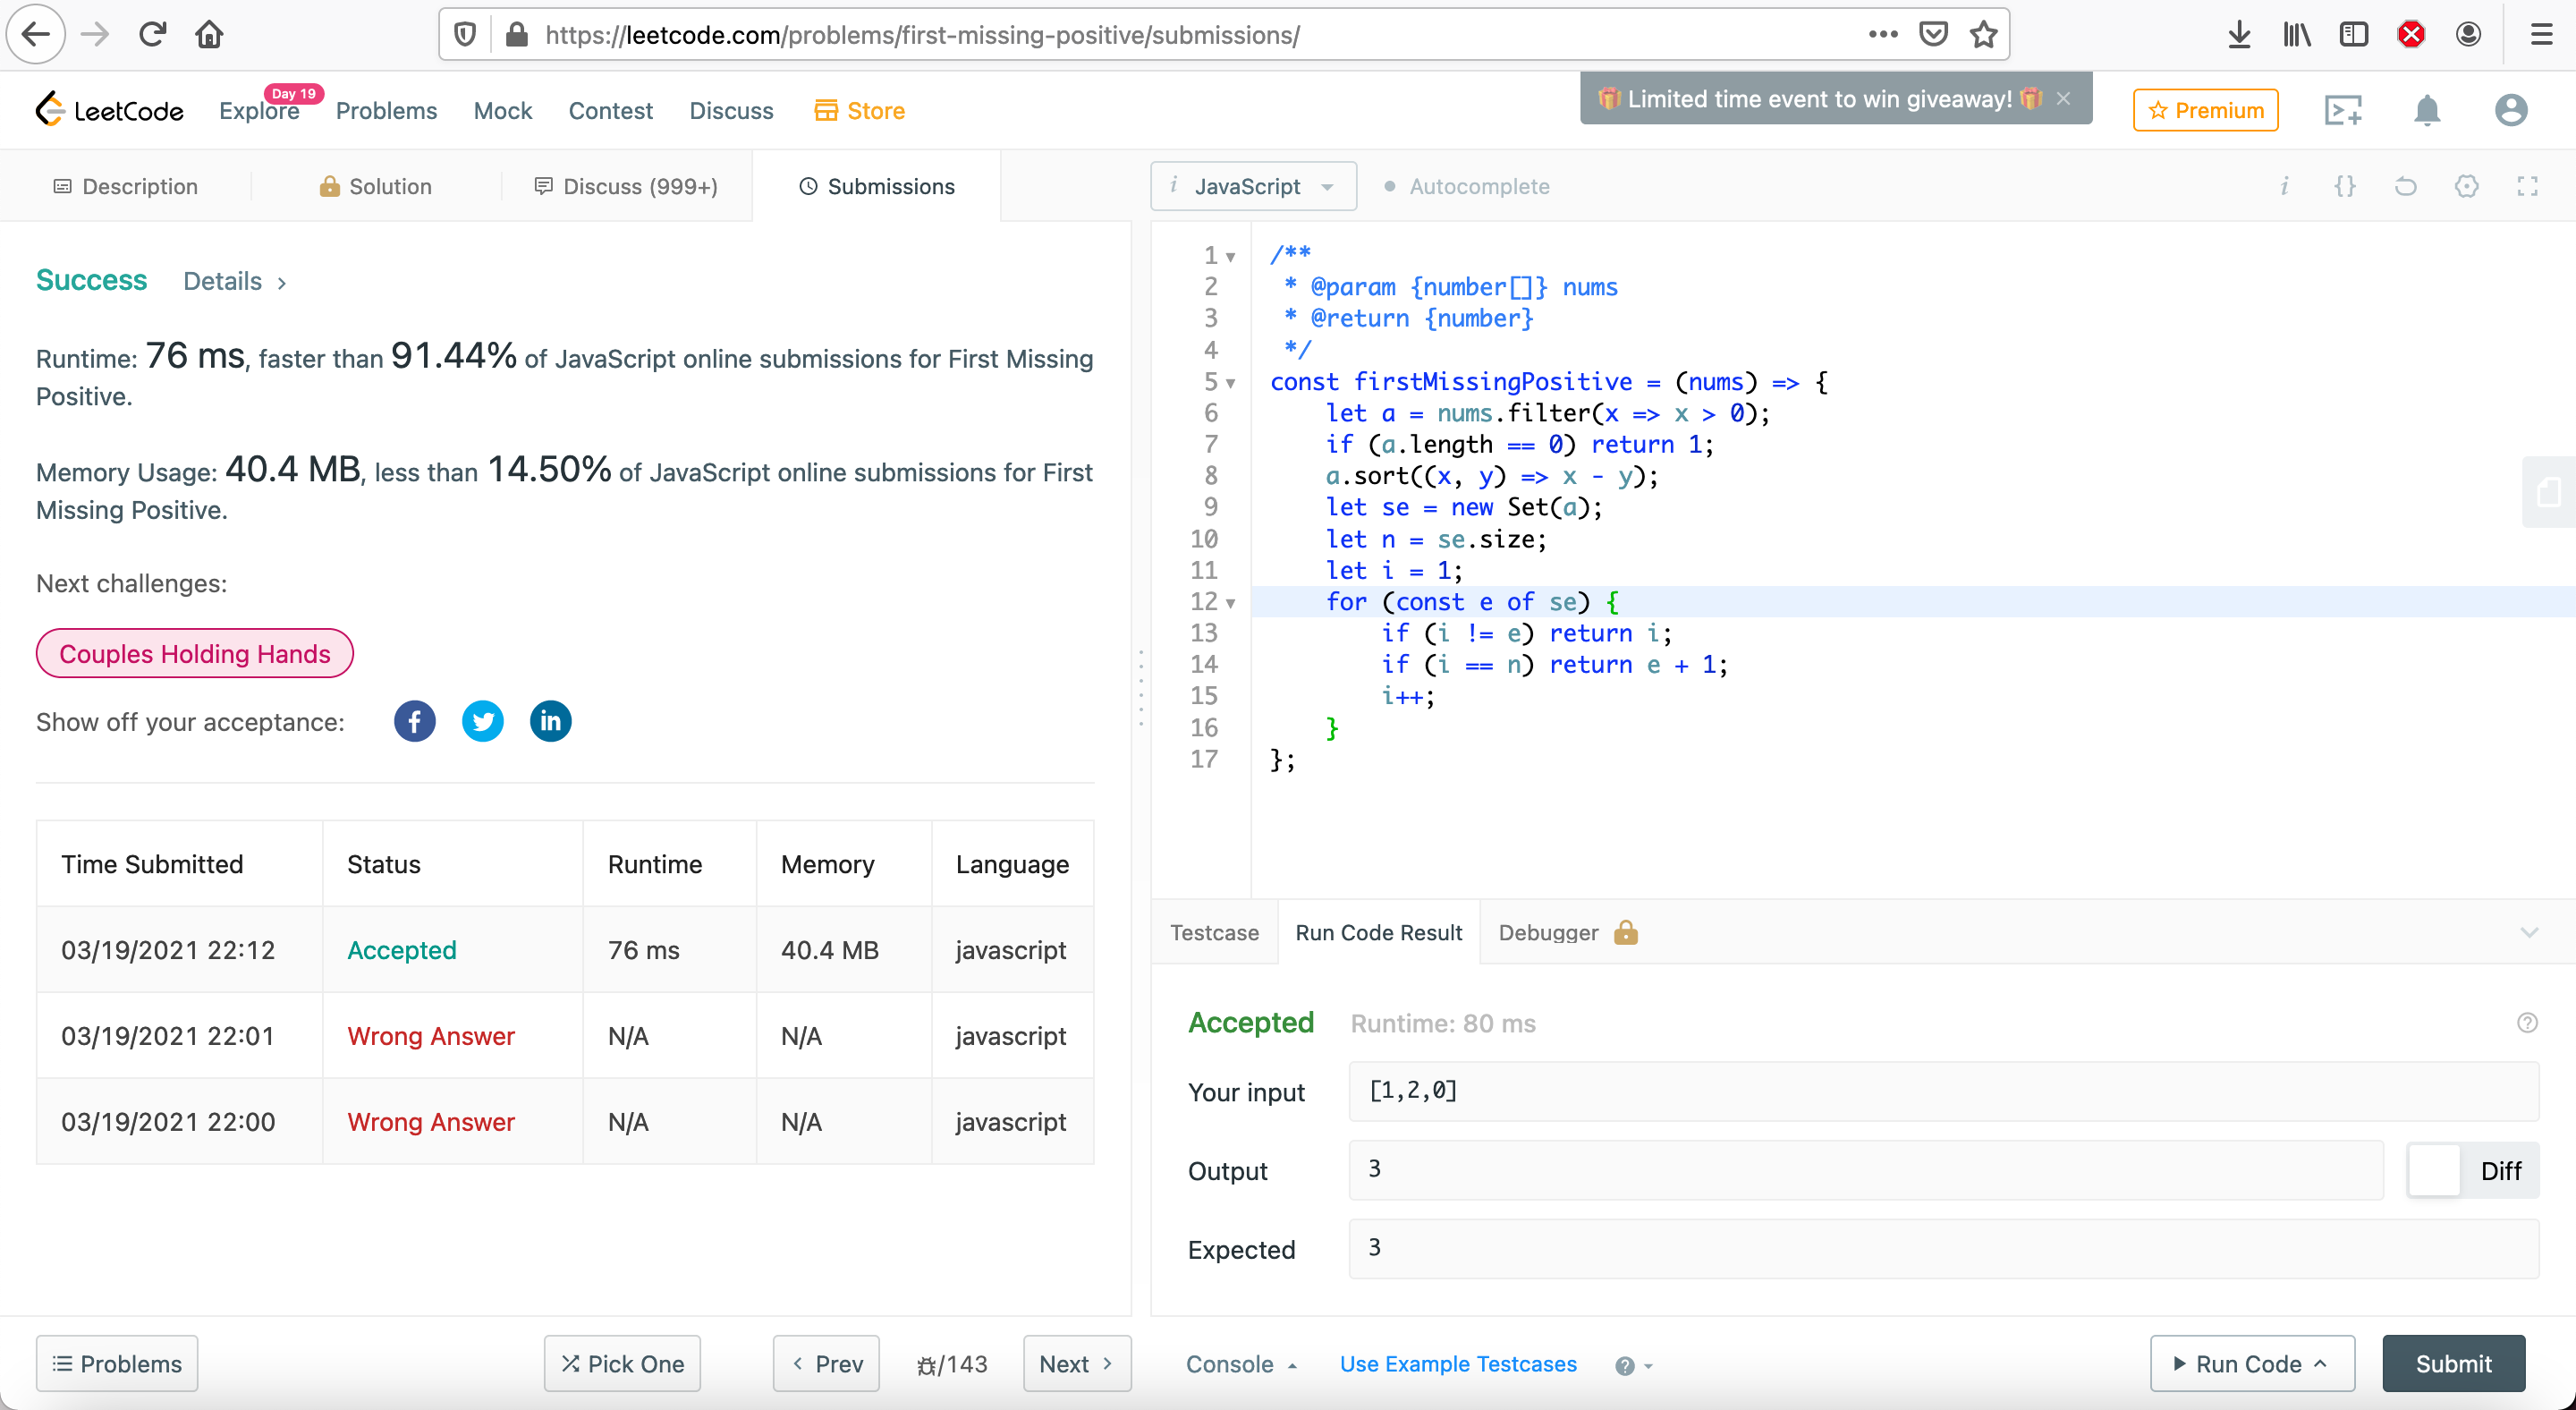 https://leetcode.com/problems/first-missing-positive/submissions/
LeetCode
Explore
Day 19
Problems
Mock
Contest
Discuss
Store
Limited time event to win giveaway!
Premium
Description
Solution
Discuss (999+)
Submissions
i JavaScript
Autocomplete
i {}
Success Details >
Runtime: 76 ms, faster than 91.44% of JavaScript online submissions for First Missing
Positive.
Memory Usage: 40.4 MB, less than 14.50% of JavaScript online submissions for First
Missing Positive.
Next challenges:
Couples Holding Hands
Show off your acceptance:
f in
Time Submitted Status Runtime Memory Language
03/19/2021 22:12 Accepted 76 ms 40.4 MB javascript
03/19/2021 22:01 Wrong Answer N/A N/A javascript
03/19/2021 22:00 Wrong Answer N/A N/A javascript
1 /**
2  * @param {number[]} nums
3  * @return {number}
4  */
5 const firstMissingPositive = (nums) => {
6     let a = nums.filter(x => x > 0);
7     if (a.length == 0) return 1;
8     a.sort((x, y) => x - y);
9     let se = new Set(a);
10     let n = se.size;
11     let i = 1;
12     for (const e of se) {
13         if (i != e) return i;
14         if (i == n) return e + 1;
15         i++;
16     }
17 };
Testcase
Run Code Result
Debugger
Accepted Runtime: 80 ms
?
Your input [1,2,0]
Output 3
Diff
Expected 3
Problems
Pick One
< Prev
/143
Next >
Console
Use Example Testcases
?
Run Code
Submit